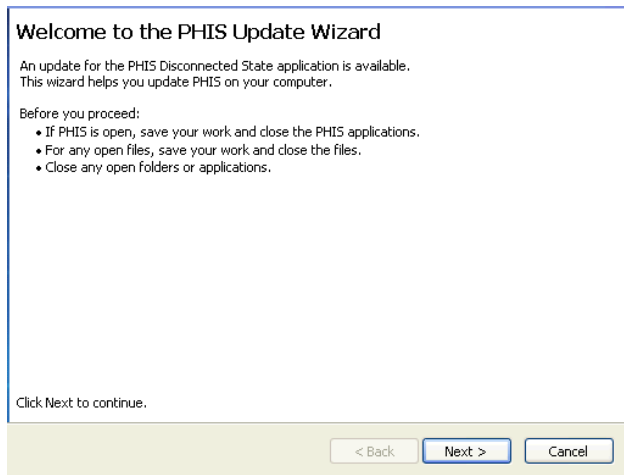 Welcome to the PHIS Update Wizard
An update for the PHIS Disconnected State application is available.
This wizard helps you update PHIS on your computer.
Before you proceed:
• If PHIS is open, save your work and close the PHIS applications.
• For any open files, save your work and close the files.
• Close any open folders or applications.
Click Next to continue.
< Back Next > Cancel